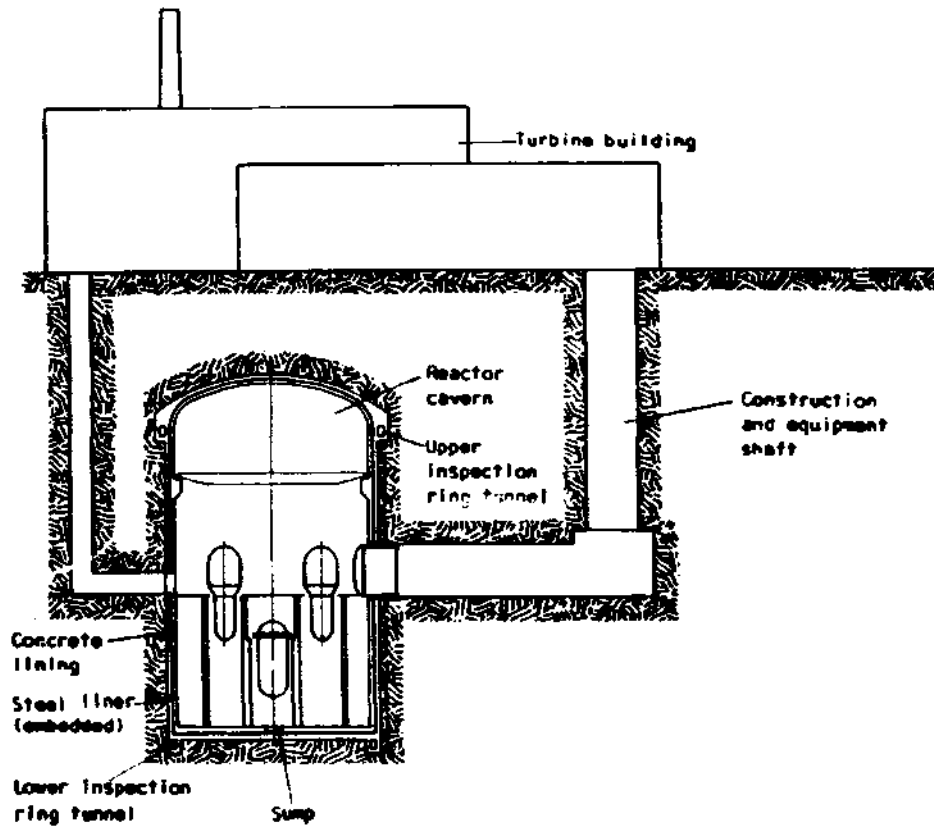 Turbine building
Reactor
cavern
Construction
and equipment
shaft
Upper
inspection
ring tunnel
Concrete
lining
Steel liner
(embedded)
Lower inspection
ring tunnel
Sump